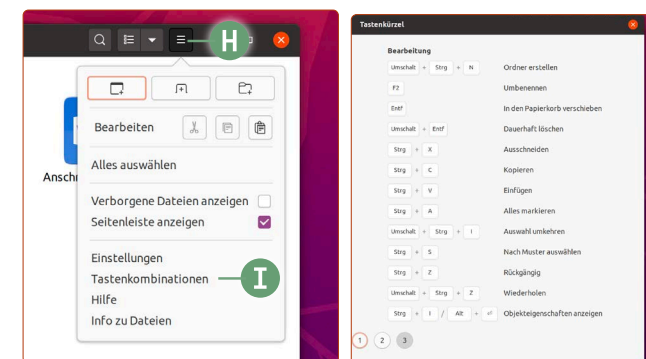 H
Bearbeiten
Alles auswählen
Ansch
Verborgene Dateien anzeigen
Seitenleiste anzeigen
Einstellungen
Tastenkombinationen
I
Hilfe
Info zu Dateien
Tastenkürzel
Bearbeitung
Umschalt + Strg + N Ordner erstellen
F2 Umbenennen
Entf In den Papierkorb verschieben
Umschalt + Entf Dauerhaft löschen
Strg + X Ausschneiden
Strg + C Kopieren
Strg + V Einfügen
Strg + A Alles markieren
Umschalt + Strg + I Auswahl umkehren
Strg + S Nach Muster auswählen
Strg + Z Rückgängig
Umschalt + Strg + Z Wiederholen
Strg + I / Alt + ⏎ Objekteigenschaften anzeigen
1 2 3